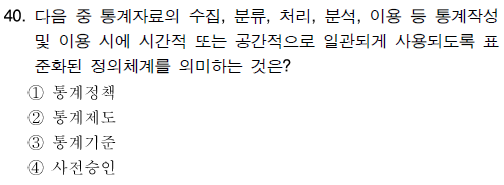 40. 다음 중 통계자료의 수집, 분류, 처리, 분석, 이용 등 통계작성
및 이용 시에 시간적 또는 공간적으로 일관되게 사용되도록 표
준화된 정의체계를 의미하는 것은?
① 통계정책
② 통계제도
③ 통계기준
④ 사전승인